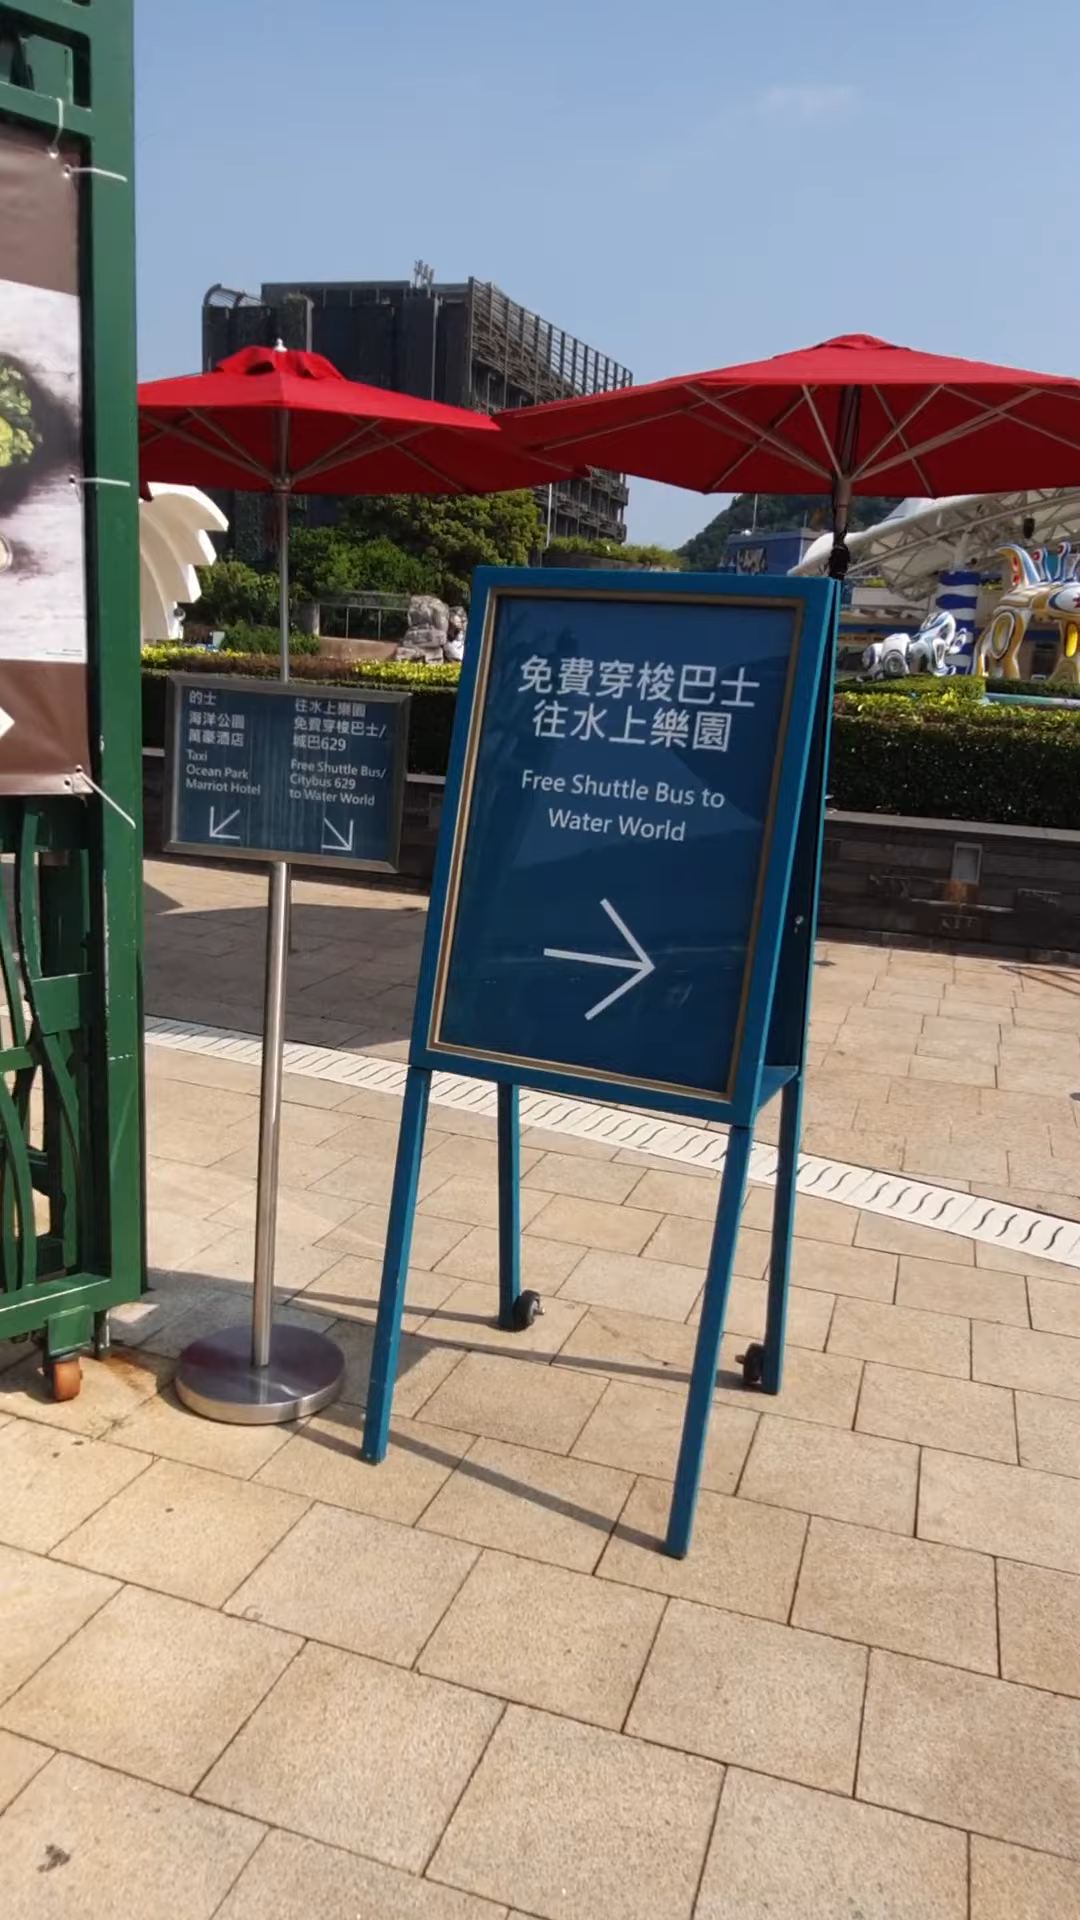 的士
海洋公園
萬豪酒店
Taxi
Ocean Park
Marriot Hotel
往水上樂園
免費穿梭巴士/
城巴629
Free Shuttle Bus/
Citybus 629
to Water World
免費穿梭巴士
往水上樂園
Free Shuttle Bus to
Water World